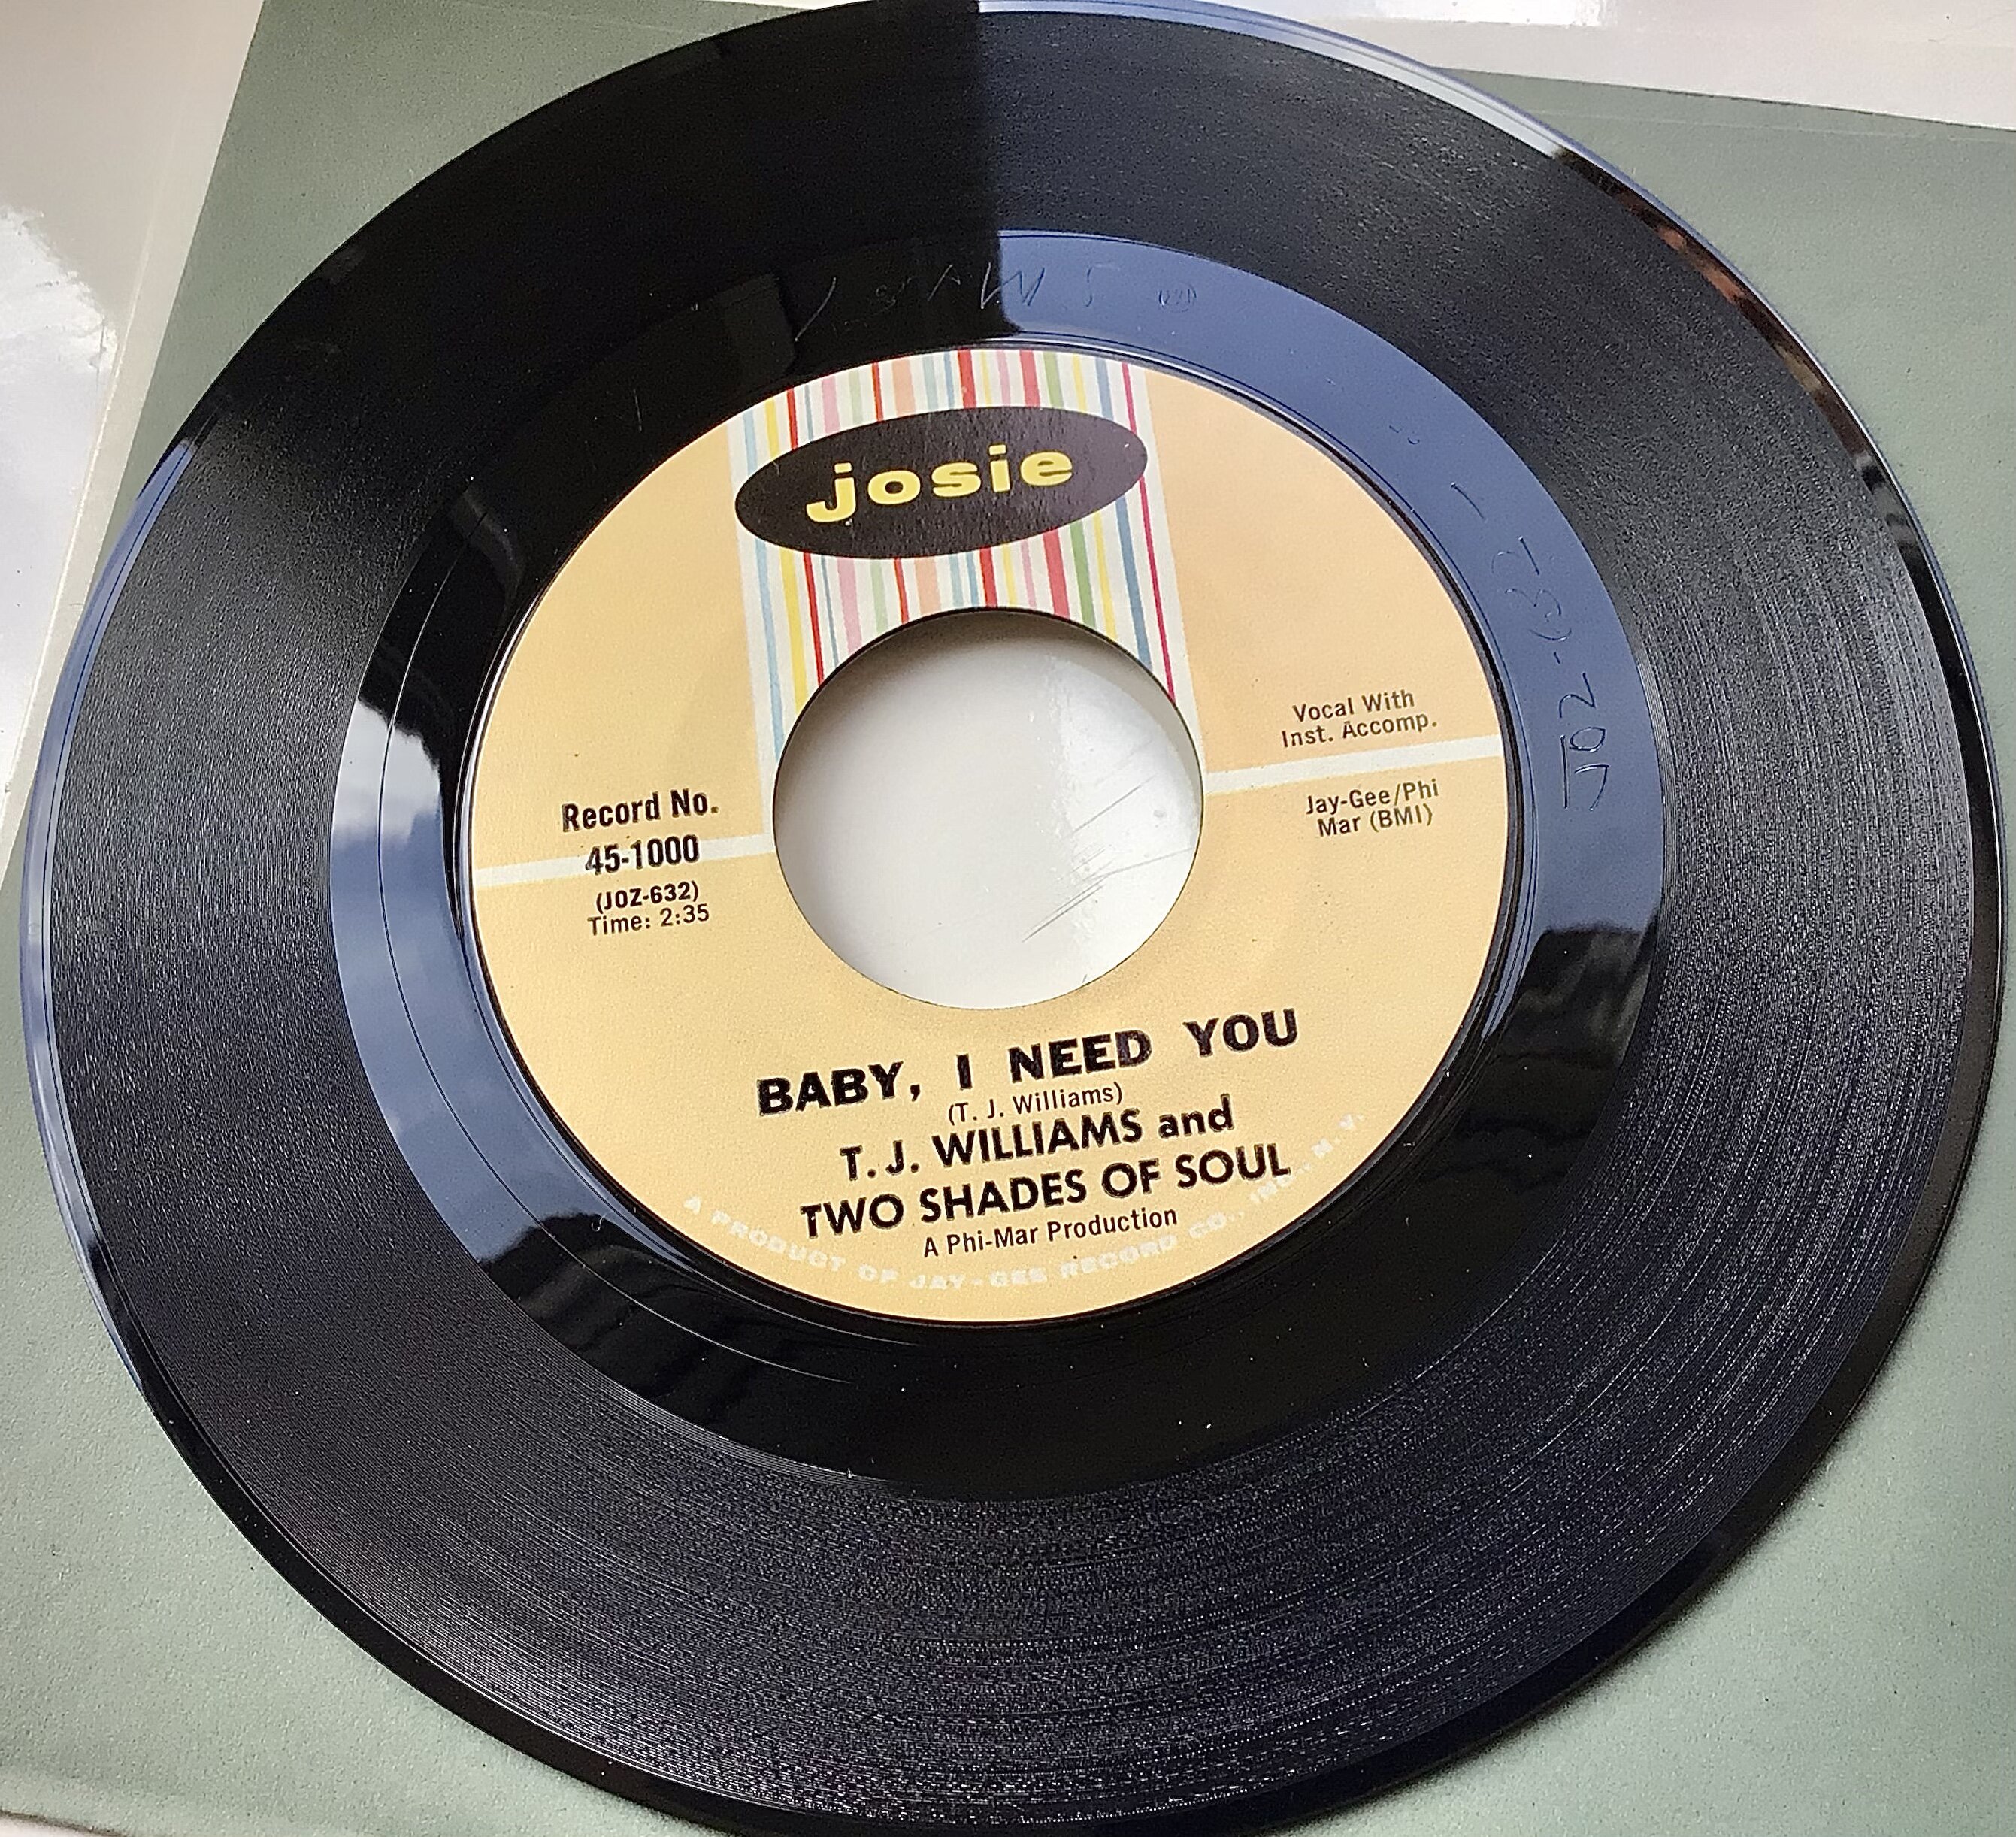 josie
Vocal With
Inst. Accomp.
Jay-Gee/Phi
Mar (BMI)
Record No.
45-1000
(JOZ-632)
Time: 2:35
BABY, I NEED YOU
(T. J. Williams)
T. J. WILLIAMS and
TWO SHADES OF SOUL
A Phi-Mar Production
A PRODUCT OF JAY-GEE RECORD CO., INC., N.Y.
JOZ-632-